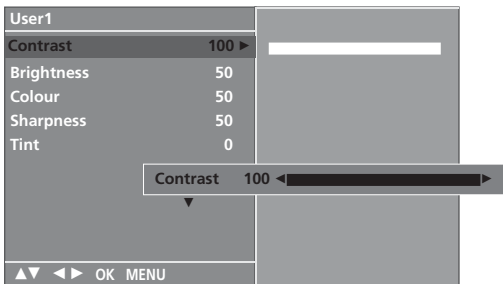 User1
Contrast 100 ►
Brightness 50
Colour 50
Sharpness 50
Tint 0
Contrast 100 ◄ ►
▼
▲▼ ◄► OK MENU